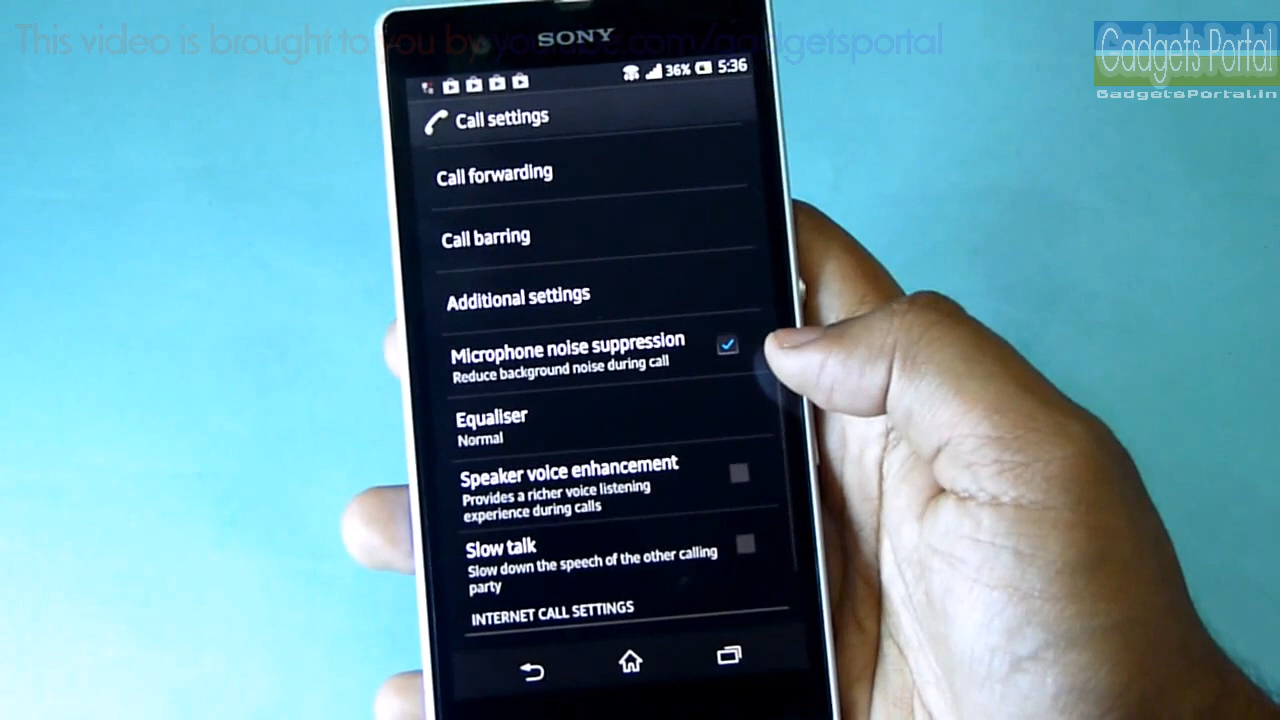 This video is brought to you by youtube.com/gadgetsportal
Gadgets Portal
GadgetsPortal.in
SONY
36% 5:36
Call settings
Call forwarding
Call barring
Additional settings
Microphone noise suppression
Reduce background noise during call
Equaliser
Normal
Speaker voice enhancement
Provides a richer voice listening
experience during calls
Slow talk
Slow down the speech of the other calling
party
INTERNET CALL SETTINGS